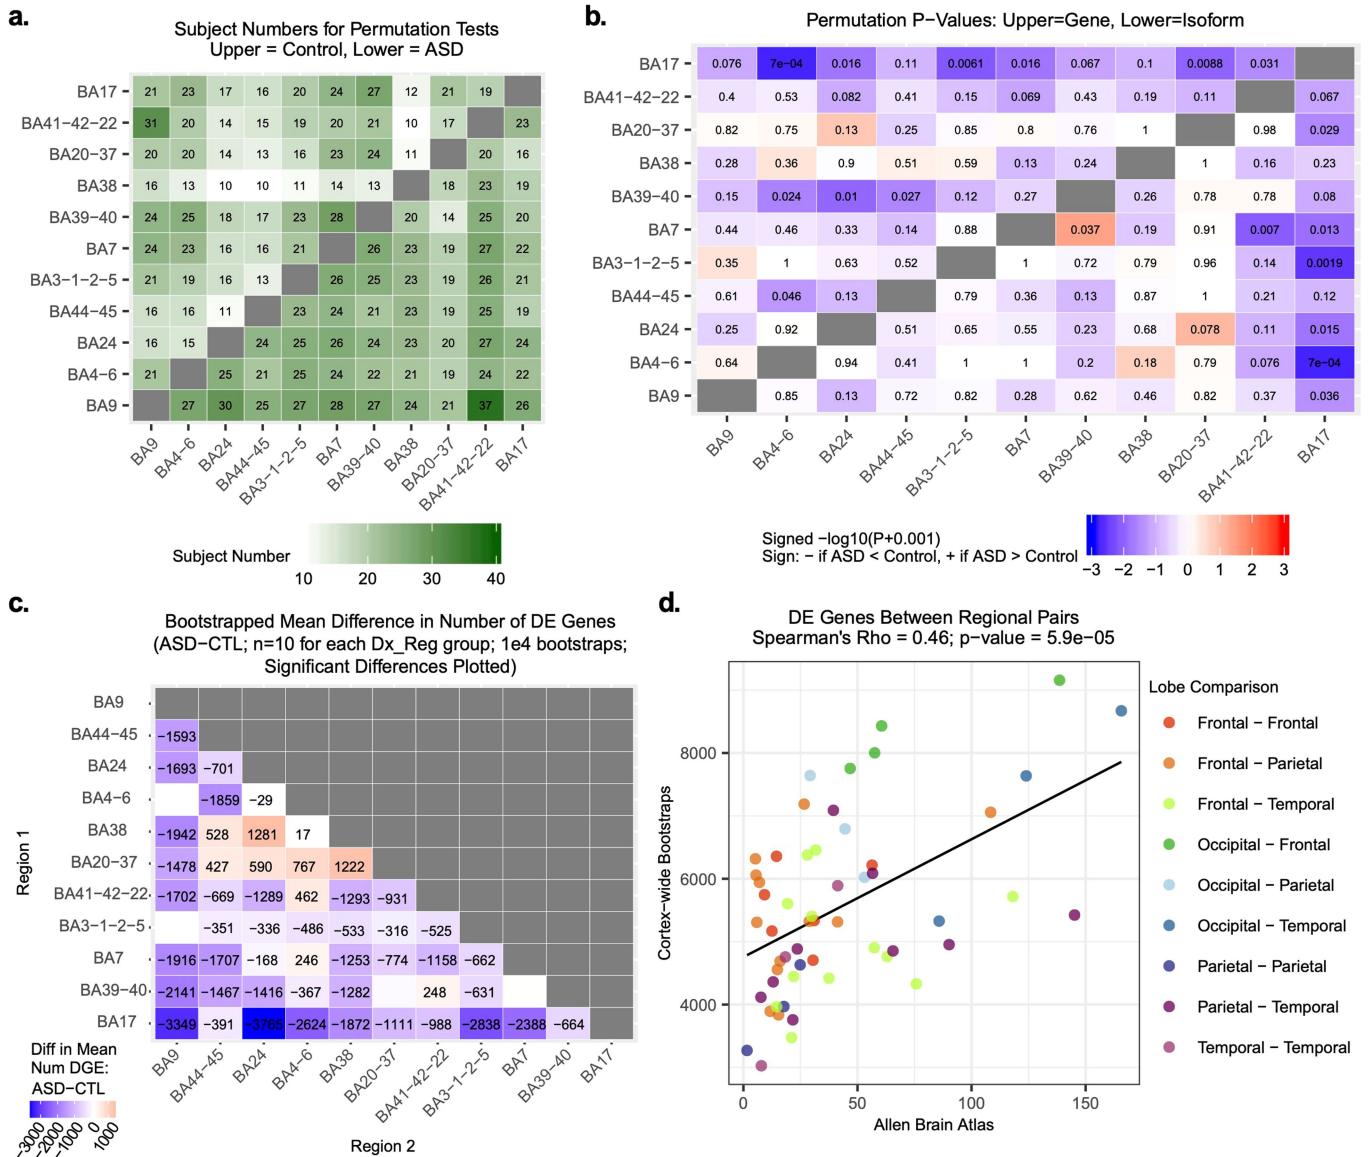 a.
Subject Numbers for Permutation Tests
Upper = Control, Lower = ASD
BA17 21 23 17 16 20 24 27 12 21 19
BA41−42−22 31 20 14 15 19 20 21 10 17 23
BA20−37 20 20 14 13 16 23 24 11 20 16
BA38 16 13 10 10 11 14 13 18 23 19
BA39−40 24 25 18 17 23 28 20 14 25 20
BA7 24 23 16 16 21 26 23 19 27 22
BA3−1−2−5 21 19 16 13 26 25 23 19 26 21
BA44−45 16 16 11 23 24 21 23 19 25 19
BA24 16 15 24 25 26 24 23 20 27 24
BA4−6 21 25 21 25 24 22 21 19 24 22
BA9 27 30 25 27 28 27 24 21 37 26
BA9 BA4−6 BA24 BA44−45 BA3−1−2−5 BA7 BA39−40 BA38 BA20−37 BA41−42−22 BA17
Subject Number
10 20 30 40
b.
Permutation P−Values: Upper=Gene, Lower=Isoform
BA17 0.076 7e−04 0.016 0.11 0.0061 0.016 0.067 0.1 0.0088 0.031
BA41−42−22 0.4 0.53 0.082 0.41 0.15 0.069 0.43 0.19 0.11 0.067
BA20−37 0.82 0.75 0.13 0.25 0.85 0.8 0.76 1 0.98 0.029
BA38 0.28 0.36 0.9 0.51 0.59 0.13 0.24 1 0.16 0.23
BA39−40 0.15 0.024 0.01 0.027 0.12 0.27 0.26 0.78 0.78 0.08
BA7 0.44 0.46 0.33 0.14 0.88 0.037 0.19 0.91 0.007 0.013
BA3−1−2−5 0.35 1 0.63 0.52 1 0.72 0.79 0.96 0.14 0.0019
BA44−45 0.61 0.046 0.13 0.79 0.36 0.13 0.87 1 0.21 0.12
BA24 0.25 0.92 0.51 0.65 0.55 0.23 0.68 0.078 0.11 0.015
BA4−6 0.64 0.94 0.41 1 1 0.2 0.18 0.79 0.076 7e−04
BA9 0.85 0.13 0.72 0.82 0.28 0.62 0.46 0.82 0.37 0.036
BA9 BA4−6 BA24 BA44−45 BA3−1−2−5 BA7 BA39−40 BA38 BA20−37 BA41−42−22 BA17
Signed −log10(P+0.001)
Sign: − if ASD < Control, + if ASD > Control
−3 −2 −1 0 1 2 3
c.
Bootstrapped Mean Difference in Number of DE Genes
(ASD−CTL; n=10 for each Dx_Reg group; 1e4 bootstraps;
Significant Differences Plotted)
Region 1
BA9
BA44−45 −1593
BA24 −1693 −701
BA4−6 −1859 −29
BA38 −1942 528 1281 17
BA20−37 −1478 427 590 767 1222
BA41−42−22 −1702 −669 −1289 462 −1293 −931
BA3−1−2−5 −351 −336 −486 −533 −316 −525
BA7 −1916 −1707 −168 246 −1253 −774 −1158 −662
BA39−40 −2141 −1467 −1416 −367 −1282 248 −631
BA17 −3349 −391 −3765 −2624 −1872 −1111 −988 −2838 −2388 −664
BA9 BA44−45 BA24 BA4−6 BA38 BA20−37 BA41−42−22 BA3−1−2−5 BA7 BA39−40 BA17
Region 2
Diff in Mean
Num DGE:
ASD−CTL
−3000 −2000 −1000 0 1000
d.
DE Genes Between Regional Pairs
Spearman's Rho = 0.46; p−value = 5.9e−05
Cortex−wide Bootstraps
8000
6000
4000
0 50 100 150
Allen Brain Atlas
Lobe Comparison
Frontal − Frontal
Frontal − Parietal
Frontal − Temporal
Occipital − Frontal
Occipital − Parietal
Occipital − Temporal
Parietal − Parietal
Parietal − Temporal
Temporal − Temporal